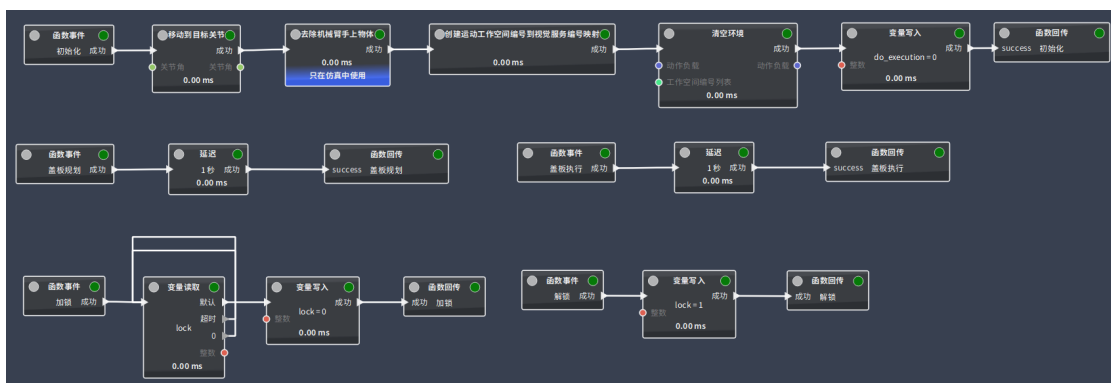 函数事件
初始化 成功
移动到目标关节
成功
关节角 关节角
0.00 ms
去除机械臂手上物体
成功
0.00 ms
只在仿真中使用
创建运动工作空间编号到视觉服务编号映射
成功
0.00 ms
清空环境
成功
动作负载 动作负载
工作空间编号列表
0.00 ms
变量写入
成功
do_execution = 0
整数
0.00 ms
函数回传
success 初始化
函数事件
盖板规划 成功
延迟
1 秒 成功
0.00 ms
函数回传
success 盖板规划
函数事件
盖板执行 成功
延迟
1 秒 成功
0.00 ms
函数回传
success 盖板执行
函数事件
加锁 成功
变量读取
默认
超时
lock
0
整数
0.00 ms
变量写入
成功
lock = 0
整数
0.00 ms
函数回传
成功 加锁
函数事件
解锁 成功
变量写入
成功
lock = 1
整数
0.00 ms
函数回传
成功 解锁